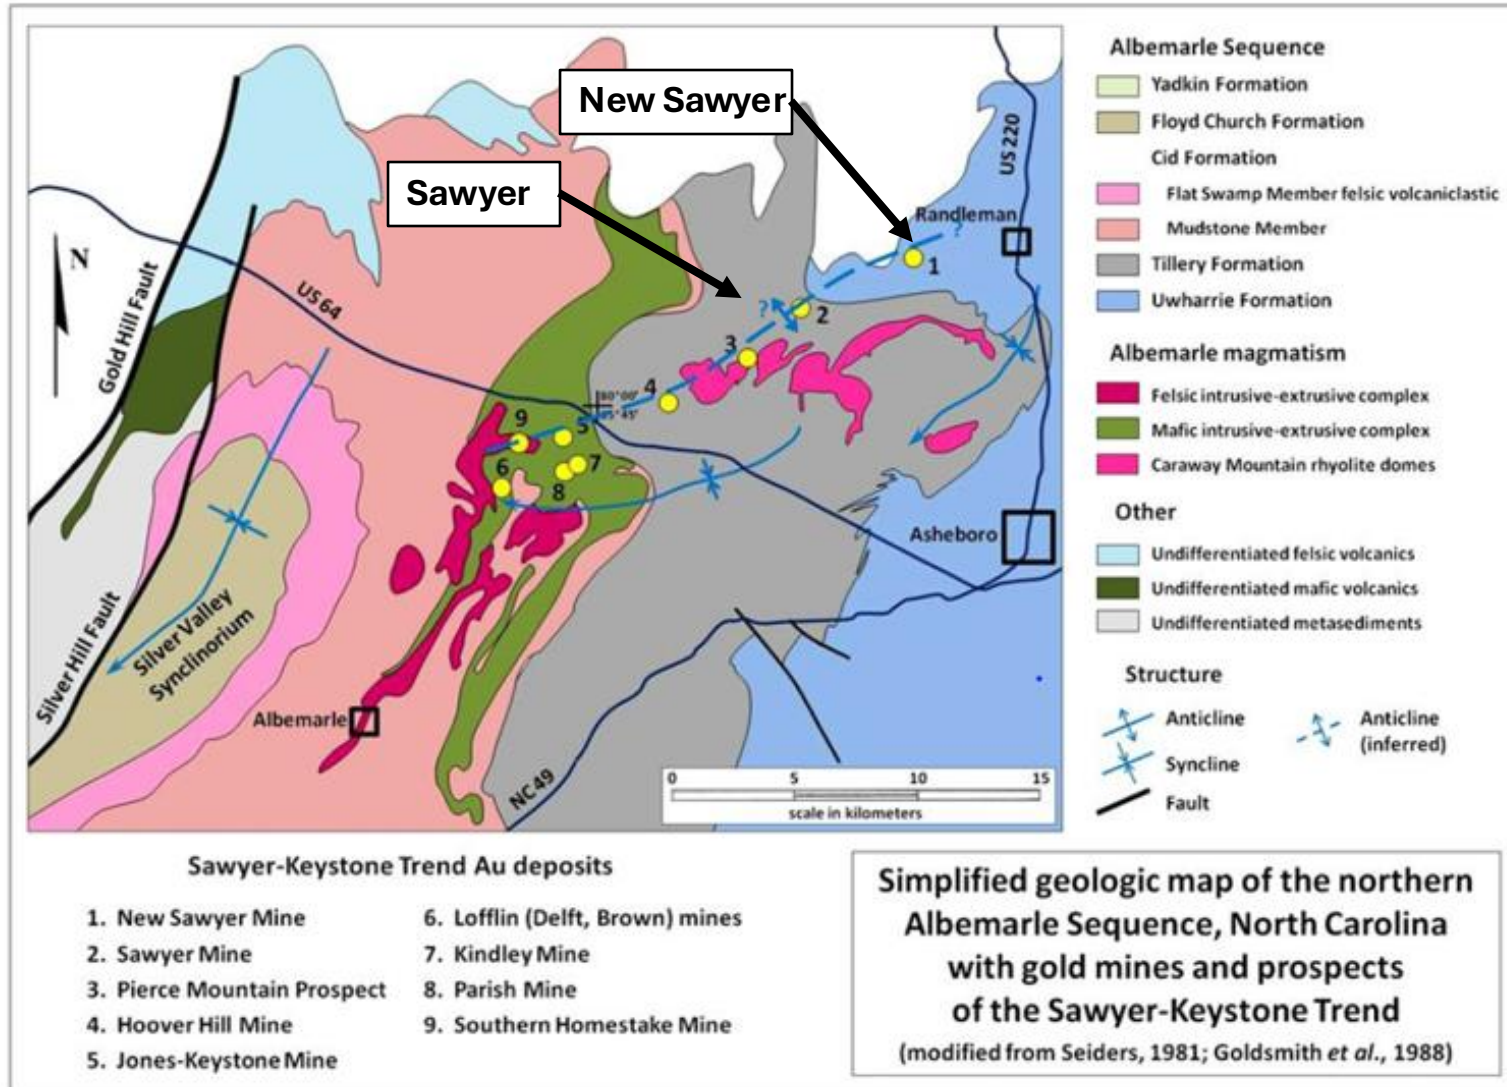 New Sawyer
Sawyer
Randleman
US 220
N
Gold Hill Fault
US 64
?
1
?
2
3
4
80°00'
35°45'
9
5
6
7
8
Asheboro
Silver Hill Fault
Silver Valley
Synclinorium
Albemarle
NC 49
0 5 10 15
scale in kilometers
Albemarle Sequence
Yadkin Formation
Floyd Church Formation
Cid Formation
Flat Swamp Member felsic volcaniclastic
Mudstone Member
Tillery Formation
Uwharrie Formation
Albemarle magmatism
Felsic intrusive-extrusive complex
Mafic intrusive-extrusive complex
Caraway Mountain rhyolite domes
Other
Undifferentiated felsic volcanics
Undifferentiated mafic volcanics
Undifferentiated metasediments
Structure
Anticline
Anticline
(inferred)
Syncline
Fault
Sawyer-Keystone Trend Au deposits
1. New Sawyer Mine
2. Sawyer Mine
3. Pierce Mountain Prospect
4. Hoover Hill Mine
5. Jones-Keystone Mine
6. Lofflin (Delft, Brown) mines
7. Kindley Mine
8. Parish Mine
9. Southern Homestake Mine
Simplified geologic map of the northern
Albemarle Sequence, North Carolina
with gold mines and prospects
of the Sawyer-Keystone Trend
(modified from Seiders, 1981; Goldsmith et al., 1988)